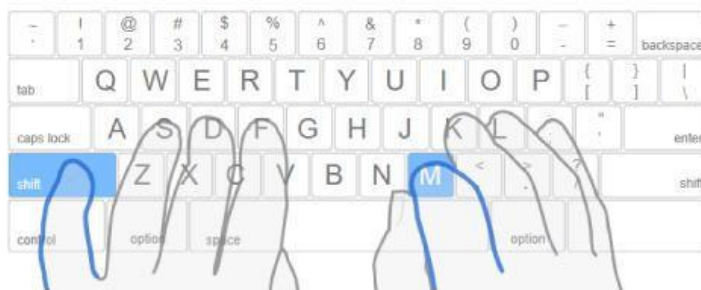 ~ ! @ # $ % ^ & * ( ) _ +
` 1 2 3 4 5 6 7 8 9 0 - = backspace
tab Q W E R T Y U I O P { [ } ] | \
caps lock A S D F G H J K L : ; " ' enter
shift Z X C V B N M < , > . ? / shift
control option space option